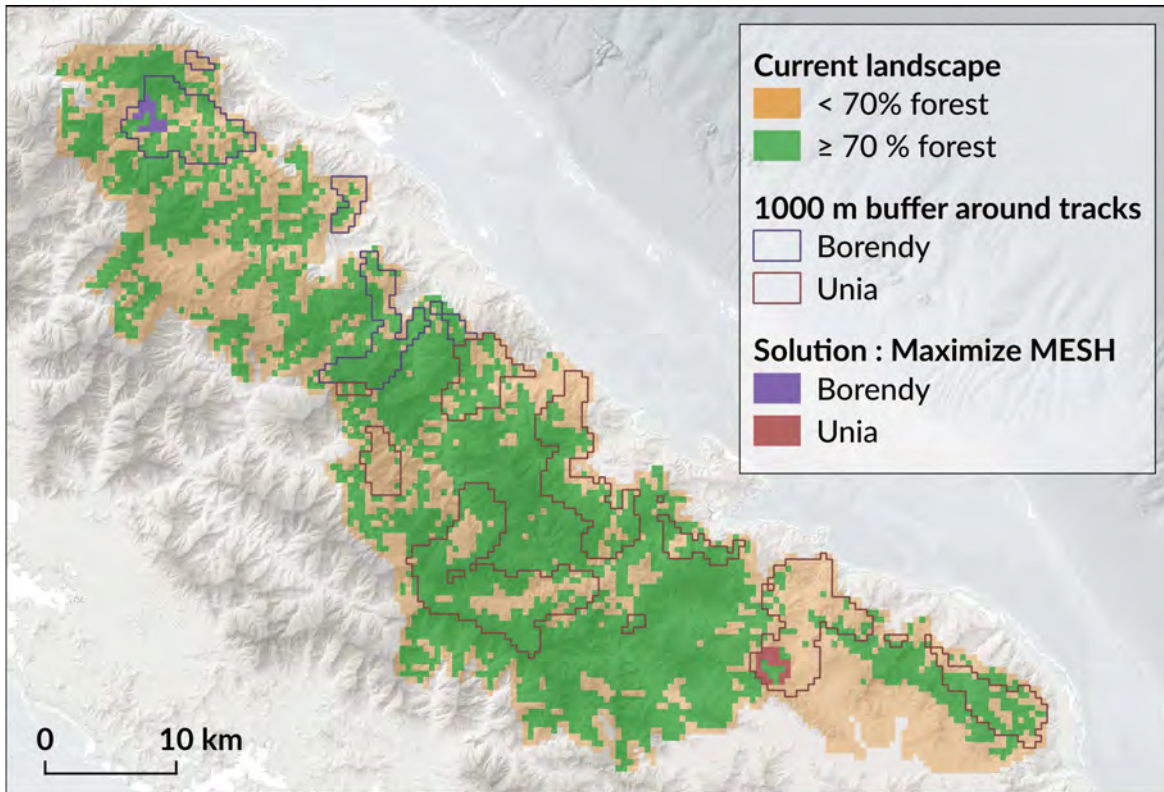 Current landscape
< 70% forest
≥ 70 % forest
1000 m buffer around tracks
Borendy
Unia
Solution : Maximize MESH
Borendy
Unia
0 10 km